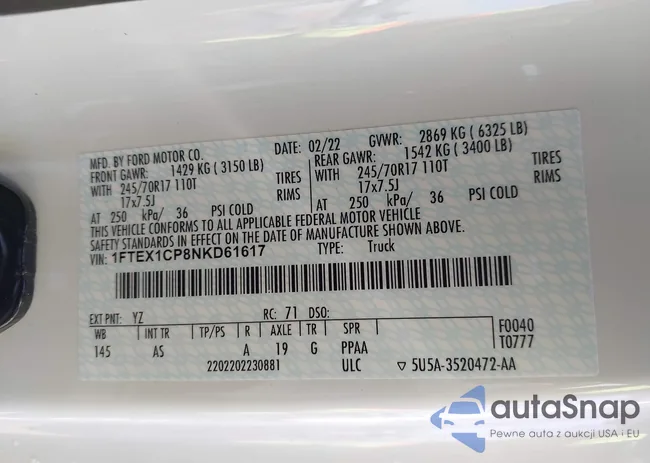 MFD. BY FORD MOTOR CO. DATE: 02/22 GVWR: 2869 KG ( 6325 LB)
FRONT GAWR: 1429 KG ( 3150 LB) REAR GAWR: 1542 KG ( 3400 LB)
WITH 245/70R17 110T TIRES WITH 245/70R17 110T TIRES
17x7.5J RIMS 17x7.5J RIMS
AT 250 kPa/ 36 PSI COLD AT 250 kPa/ 36 PSI COLD
THIS VEHICLE CONFORMS TO ALL APPLICABLE FEDERAL MOTOR VEHICLE
SAFETY STANDARDS IN EFFECT ON THE DATE OF MANUFACTURE SHOWN ABOVE.
VIN: 1FTEX1CP8NKD61617 TYPE: Truck
EXT PNT: YZ RC: 71 DSO:
WB INT TR TP/PS R AXLE TR SPR F0040
145 AS A 19 G PPAA T0777
2202202230881 ULC ▽ 5U5A-3520472-AA
autoSnap
Pewne auta z aukcji USA i EU